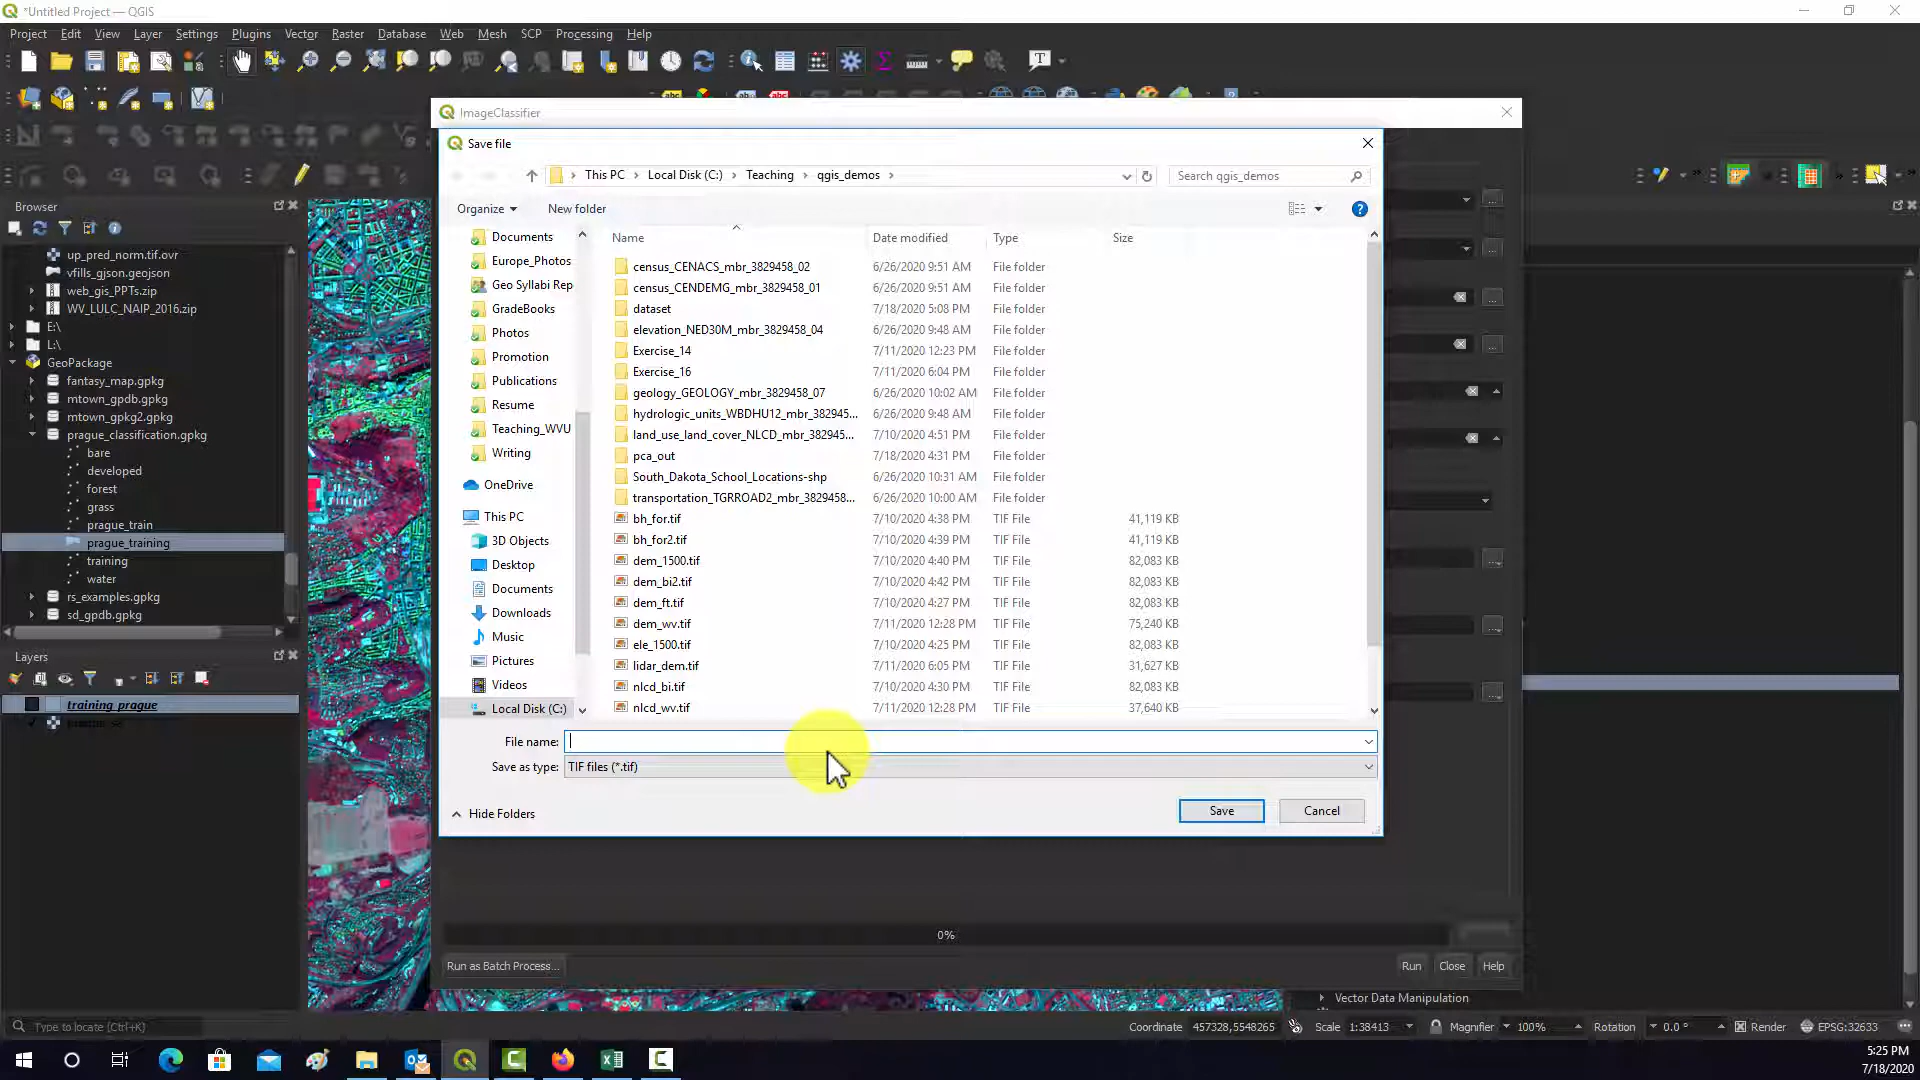 *Untitled Project — QGIS
Project Edit View Layer Settings Plugins Vector Raster Database Web Mesh SCP Processing Help
ImageClassifier
Save file
This PC Local Disk (C:) Teaching qgis_demos
Search qgis_demos
Organize New folder
Browser
up_pred_norm.tif.ovr
vfills_gjson.geojson
web_gis_PPTs.zip
WV_LULC_NAIP_2016.zip
E:\
L:\
GeoPackage
fantasy_map.gpkg
mtown_gpdb.gpkg
mtown_gpkg2.gpkg
prague_classification.gpkg
bare
developed
forest
grass
prague_train
prague_training
training
water
rs_examples.gpkg
sd_gpdb.gpkg
Layers
training prague
Documents
Europe_Photos
Geo Syllabi Rep
GradeBooks
Photos
Promotion
Publications
Resume
Teaching_WVU
Writing
OneDrive
This PC
3D Objects
Desktop
Documents
Downloads
Music
Pictures
Videos
Local Disk (C:)
Name Date modified Type Size
census_CENACS_mbr_3829458_02 6/26/2020 9:51 AM File folder
census_CENDEMG_mbr_3829458_01 6/26/2020 9:51 AM File folder
dataset 7/18/2020 5:08 PM File folder
elevation_NED30M_mbr_3829458_04 6/26/2020 9:48 AM File folder
Exercise_14 7/11/2020 12:23 PM File folder
Exercise_16 7/11/2020 6:04 PM File folder
geology_GEOLOGY_mbr_3829458_07 6/26/2020 10:02 AM File folder
hydrologic_units_WBDHU12_mbr_382945... 6/26/2020 9:48 AM File folder
land_use_land_cover_NLCD_mbr_382945... 7/10/2020 4:51 PM File folder
pca_out 7/18/2020 4:31 PM File folder
South_Dakota_School_Locations-shp 6/26/2020 10:31 AM File folder
transportation_TGRROAD2_mbr_3829458... 6/26/2020 10:00 AM File folder
bh_for.tif 7/10/2020 4:38 PM TIF File 41,119 KB
bh_for2.tif 7/10/2020 4:39 PM TIF File 41,119 KB
dem_1500.tif 7/10/2020 4:40 PM TIF File 82,083 KB
dem_bi2.tif 7/10/2020 4:42 PM TIF File 82,083 KB
dem_ft.tif 7/10/2020 4:27 PM TIF File 82,083 KB
dem_wv.tif 7/11/2020 12:28 PM TIF File 75,240 KB
ele_1500.tif 7/10/2020 4:25 PM TIF File 82,083 KB
lidar_dem.tif 7/11/2020 6:05 PM TIF File 31,627 KB
nlcd_bi.tif 7/10/2020 4:30 PM TIF File 82,083 KB
nlcd_wv.tif 7/11/2020 12:28 PM TIF File 37,640 KB
File name:
Save as type: TIF files (*.tif)
Hide Folders
Save Cancel
0%
Run as Batch Process...
Run Close Help
Vector Data Manipulation
Type to locate (Ctrl+K)
Coordinate 457328,5548265 Scale 1:38413 Magnifier 100% Rotation 0.0 ° Render EPSG:32633
5:25 PM
7/18/2020